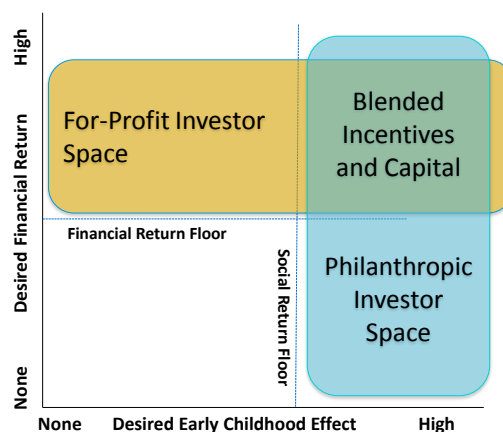 High
Desired Financial Return
None
For-Profit Investor
Space
Blended
Incentives
and Capital
Financial Return Floor
Social Return Floor
Philanthropic
Investor
Space
None
Desired Early Childhood Effect
High